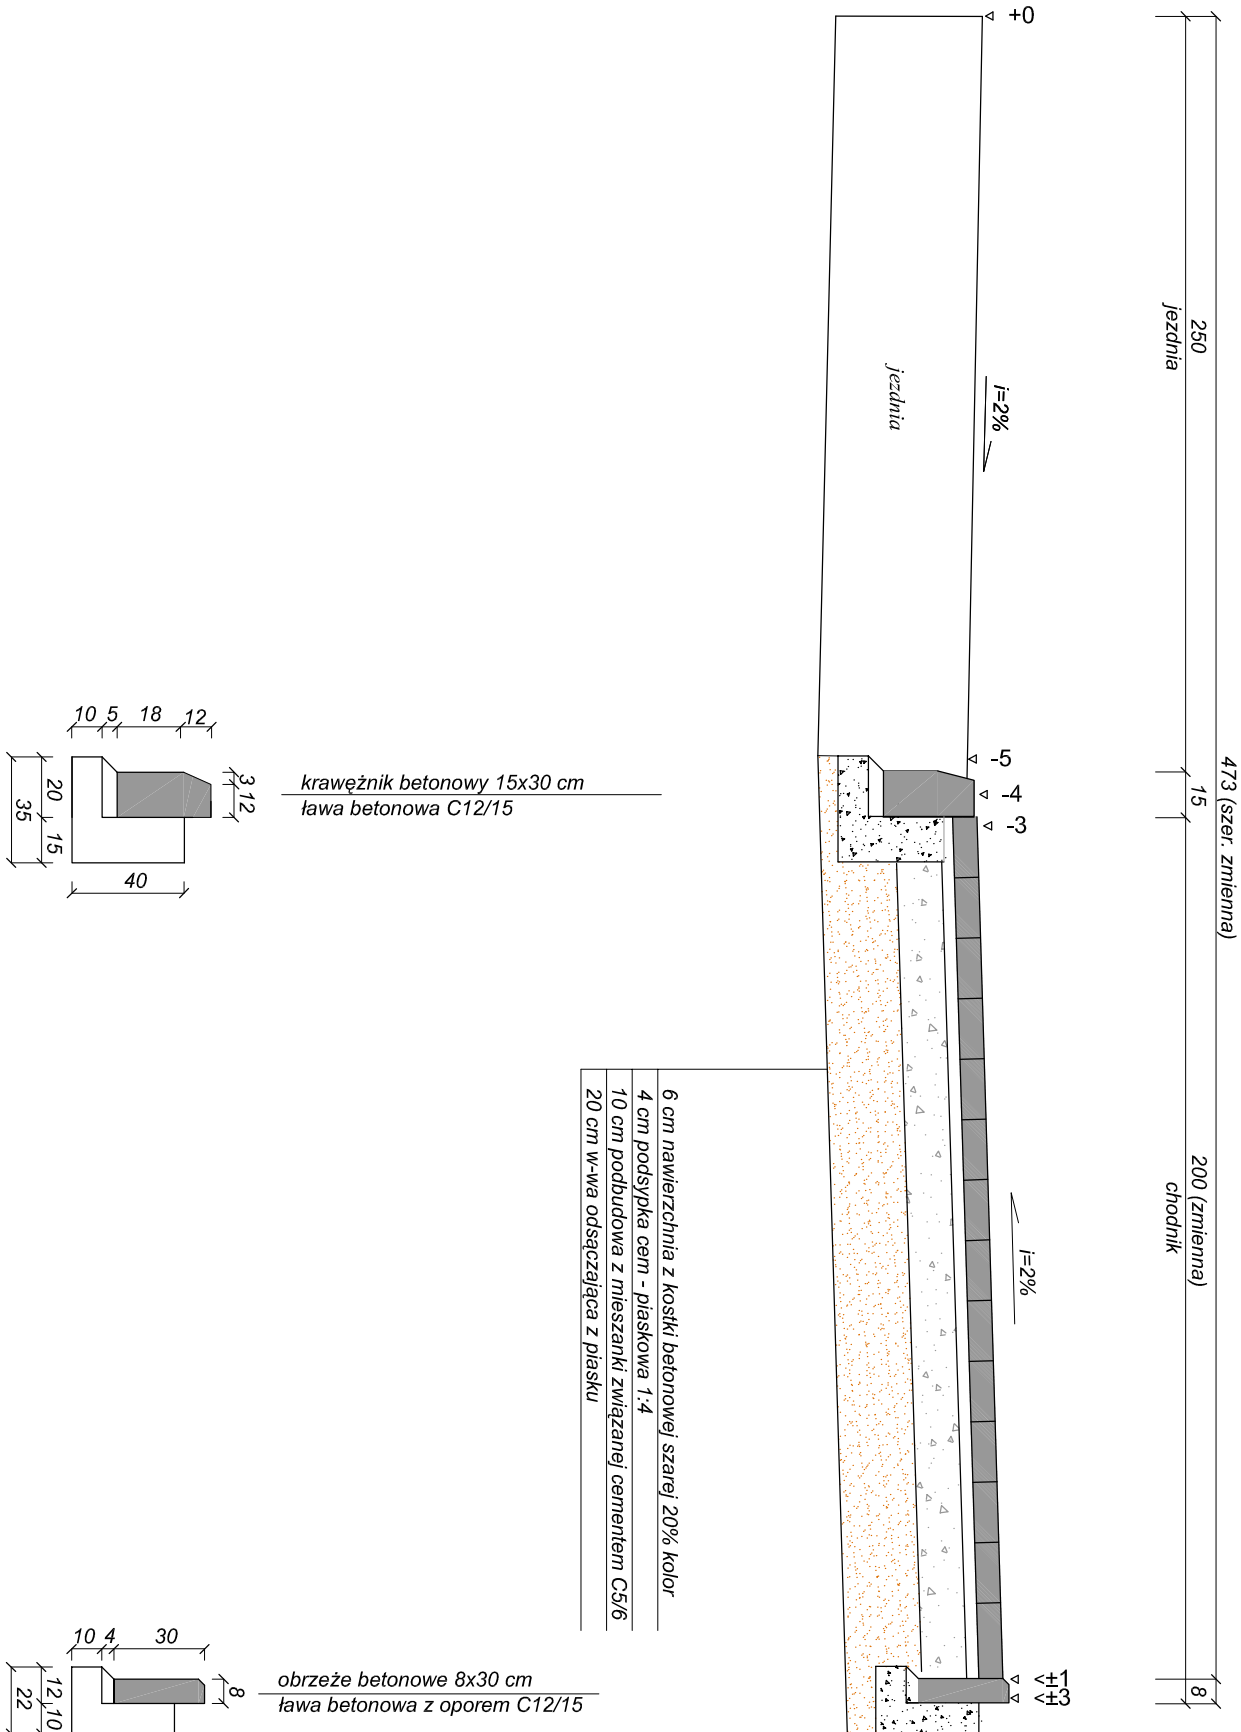 +0
250
jezdnia
473 (szer. zmienna)
i=2%
jezdnia
-5
-4
-3
15
200 (zmienna)
chodnik
i=2%
10 5 18 12
3 12
20
15
35
40
krawężnik betonowy 15x30 cm
ława betonowa C12/15
6 cm nawierzchnia z kostki betonowej szarej 20% kolor
4 cm podsypka cem - piaskowa 1:4
10 cm podbudowa z mieszanki związanej cementem C5/6
20 cm w-wa odsączająca z piasku
10 4 30
8
12
10
22
obrzeże betonowe 8x30 cm
ława betonowa z oporem C12/15
8